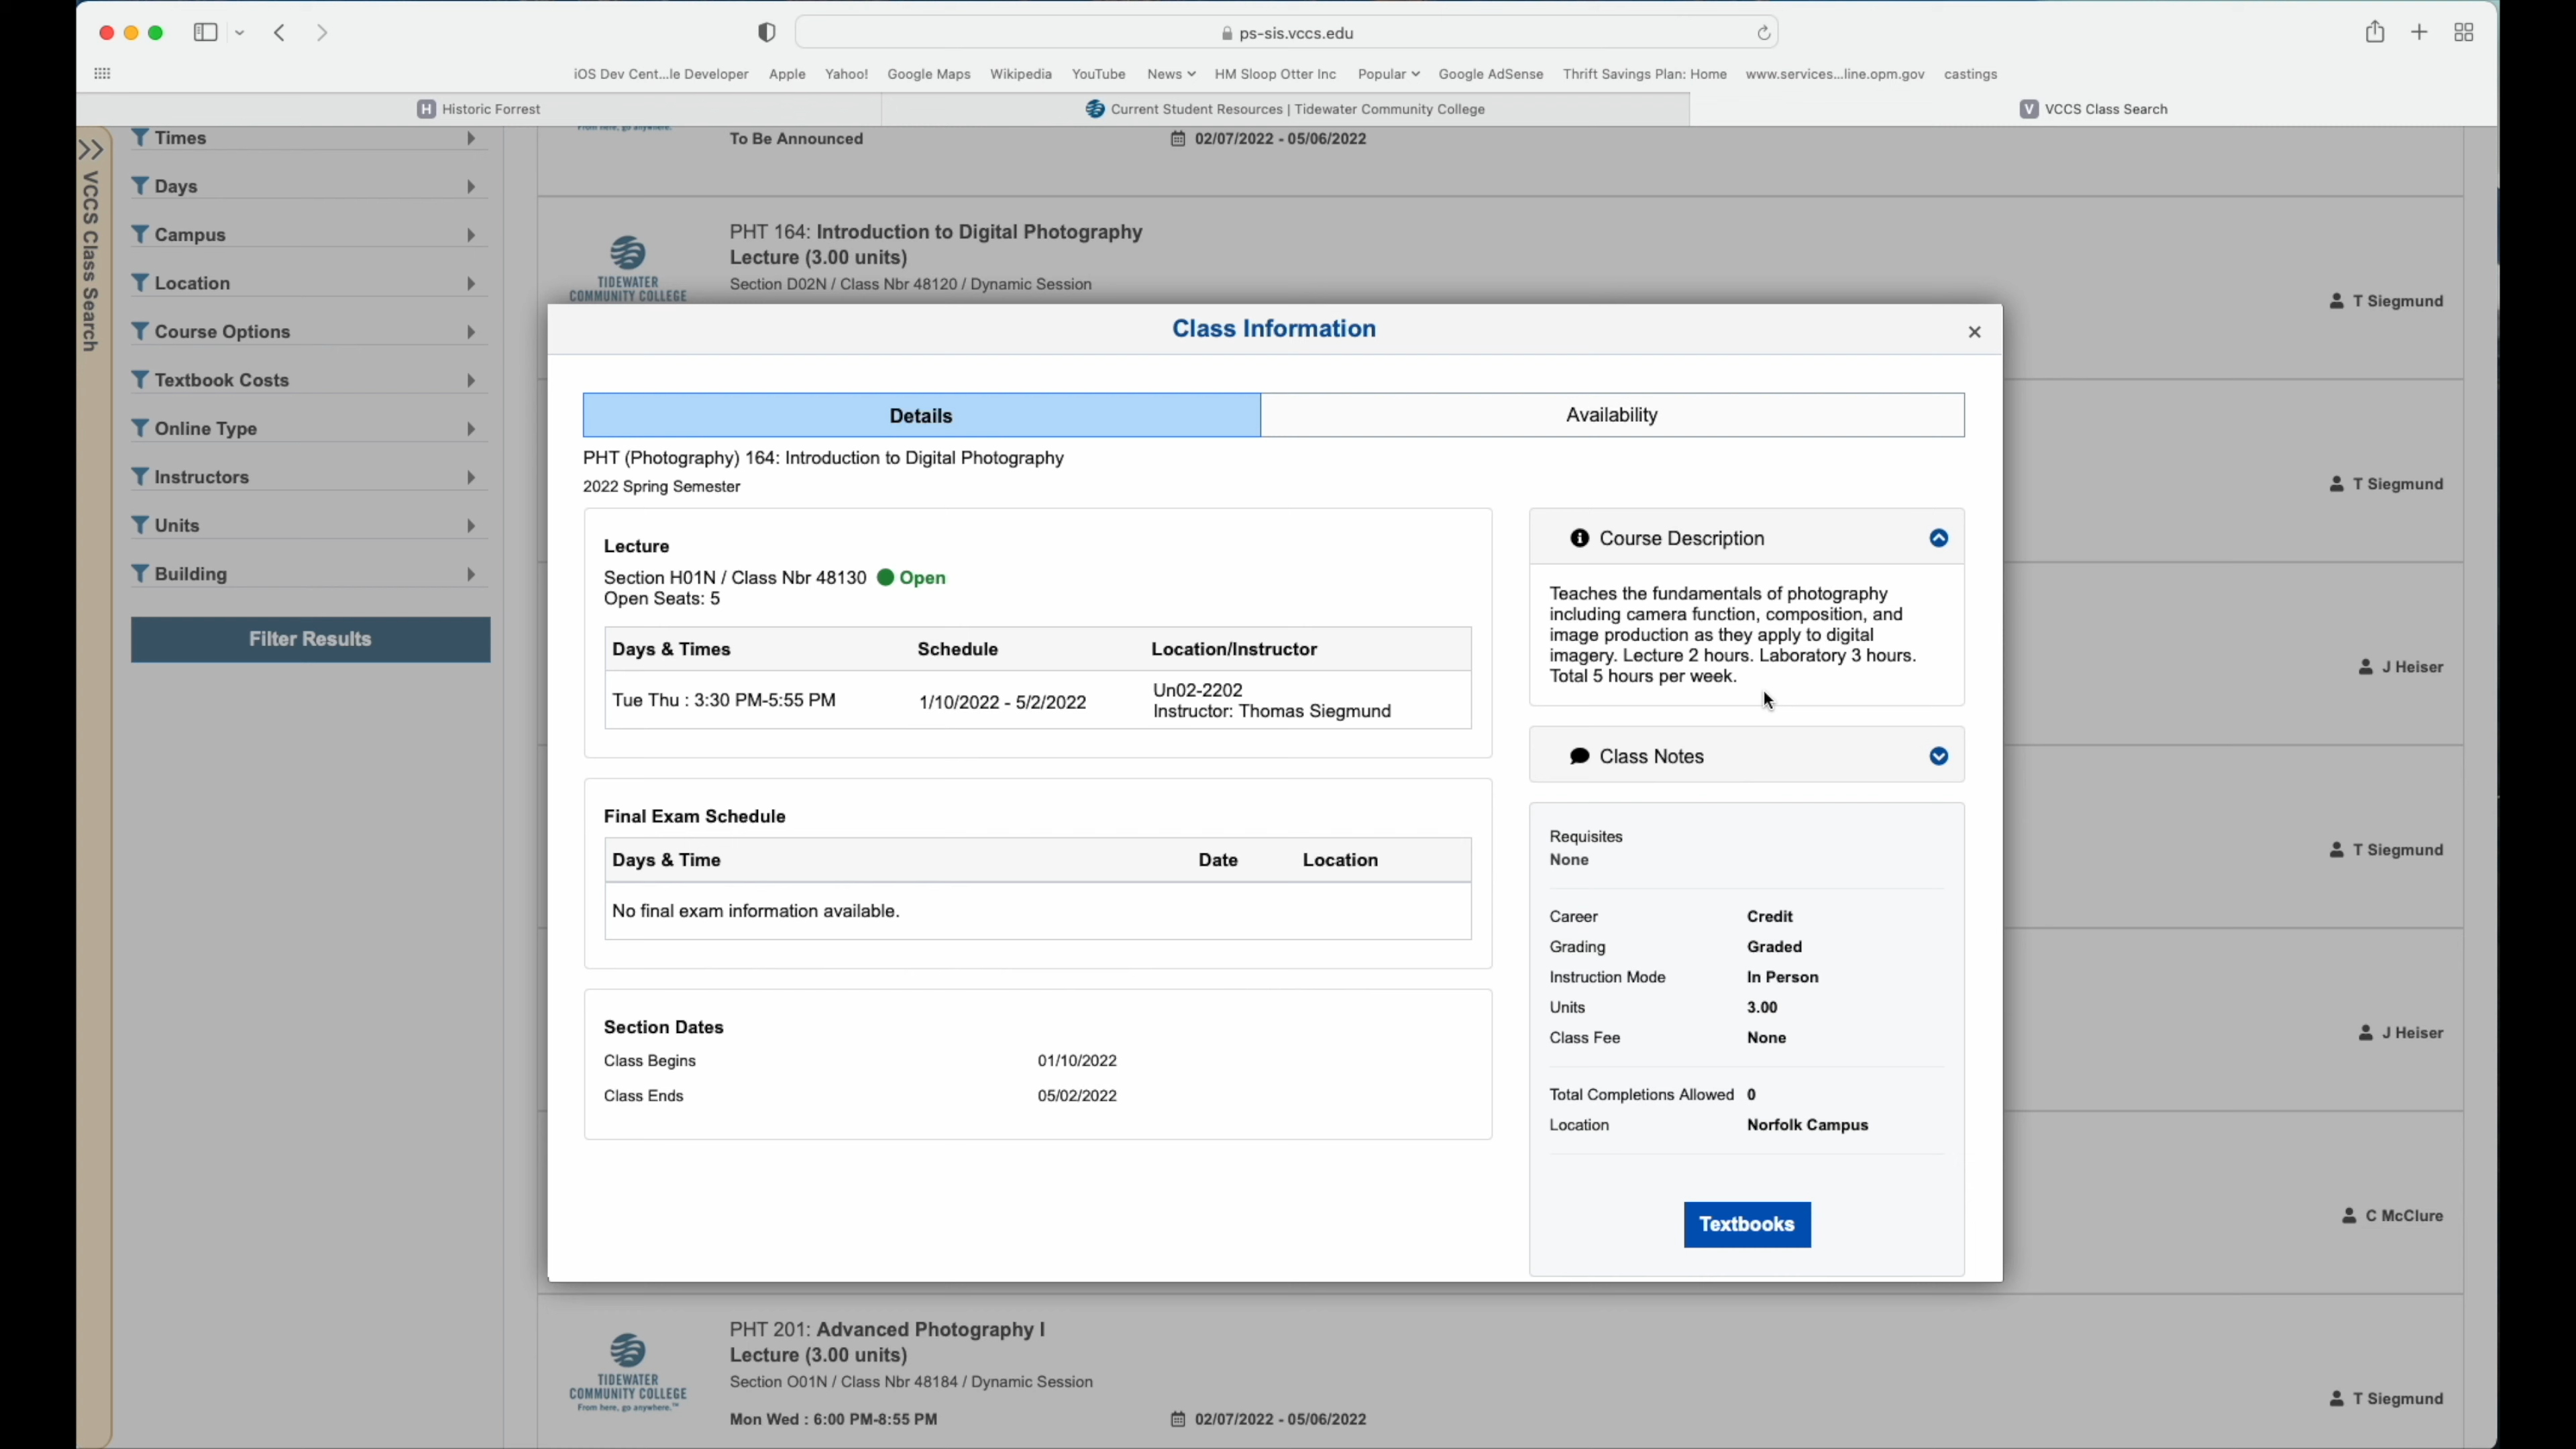 ps-sis.vccs.edu
iOS Dev Cent...le Developer Apple Yahoo! Google Maps Wikipedia YouTube News HM Sloop Otter Inc Popular Google AdSense Thrift Savings Plan: Home www.services...line.opm.gov castings
H Historic Forrest
Current Student Resources | Tidewater Community College
V VCCS Class Search
VCCS Class Search
Times
Days
Campus
Location
Course Options
Textbook Costs
Online Type
Instructors
Units
Building
Filter Results
From here, go anywhere.
To Be Announced
02/07/2022 - 05/06/2022
TIDEWATER
COMMUNITY COLLEGE
PHT 164: Introduction to Digital Photography
Lecture (3.00 units)
Section D02N / Class Nbr 48120 / Dynamic Session
T Siegmund
T Siegmund
J Heiser
T Siegmund
J Heiser
C McClure
Class Information
×
Details
Availability
PHT (Photography) 164: Introduction to Digital Photography
2022 Spring Semester
Lecture
Section H01N / Class Nbr 48130 Open
Open Seats: 5
Days & Times Schedule Location/Instructor
Tue Thu : 3:30 PM-5:55 PM 1/10/2022 - 5/2/2022 Un02-2202
Instructor: Thomas Siegmund
Final Exam Schedule
Days & Time Date Location
No final exam information available.
Section Dates
Class Begins 01/10/2022
Class Ends 05/02/2022
Course Description
Teaches the fundamentals of photography
including camera function, composition, and
image production as they apply to digital
imagery. Lecture 2 hours. Laboratory 3 hours.
Total 5 hours per week.
Class Notes
Requisites
None
Career Credit
Grading Graded
Instruction Mode In Person
Units 3.00
Class Fee None
Total Completions Allowed 0
Location Norfolk Campus
Textbooks
TIDEWATER
COMMUNITY COLLEGE
From here, go anywhere.™
PHT 201: Advanced Photography I
Lecture (3.00 units)
Section O01N / Class Nbr 48184 / Dynamic Session
Mon Wed : 6:00 PM-8:55 PM
02/07/2022 - 05/06/2022
T Siegmund